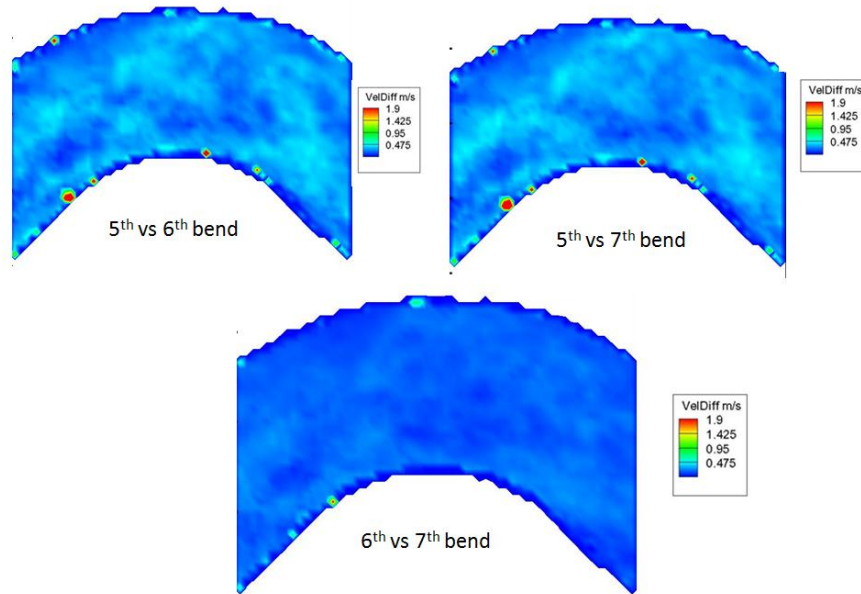 VelDiff m/s
1.9
1.425
0.95
0.475
5th vs 6th bend
VelDiff m/s
1.9
1.425
0.95
0.475
5th vs 7th bend
VelDiff m/s
1.9
1.425
0.95
0.475
6th vs 7th bend